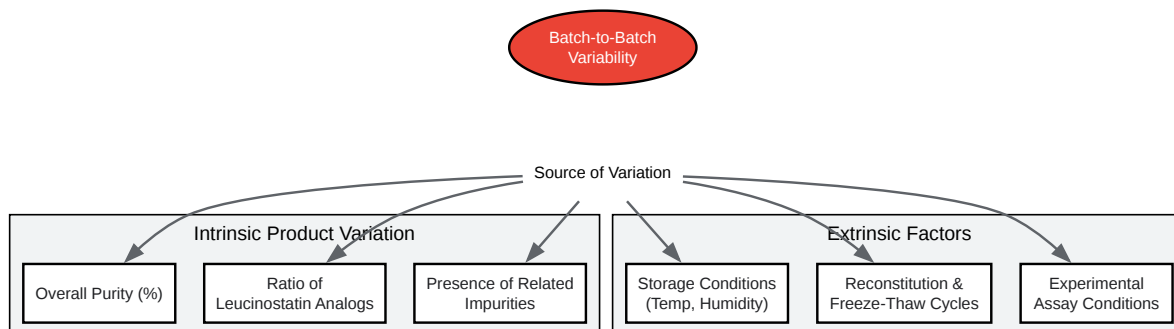 Batch-to-Batch
Variability
Source of Variation
Intrinsic Product Variation
Extrinsic Factors
Overall Purity (%)
Ratio of
Leucinostatin Analogs
Presence of Related
Impurities
Storage Conditions
(Temp, Humidity)
Reconstitution &
Freeze-Thaw Cycles
Experimental
Assay Conditions